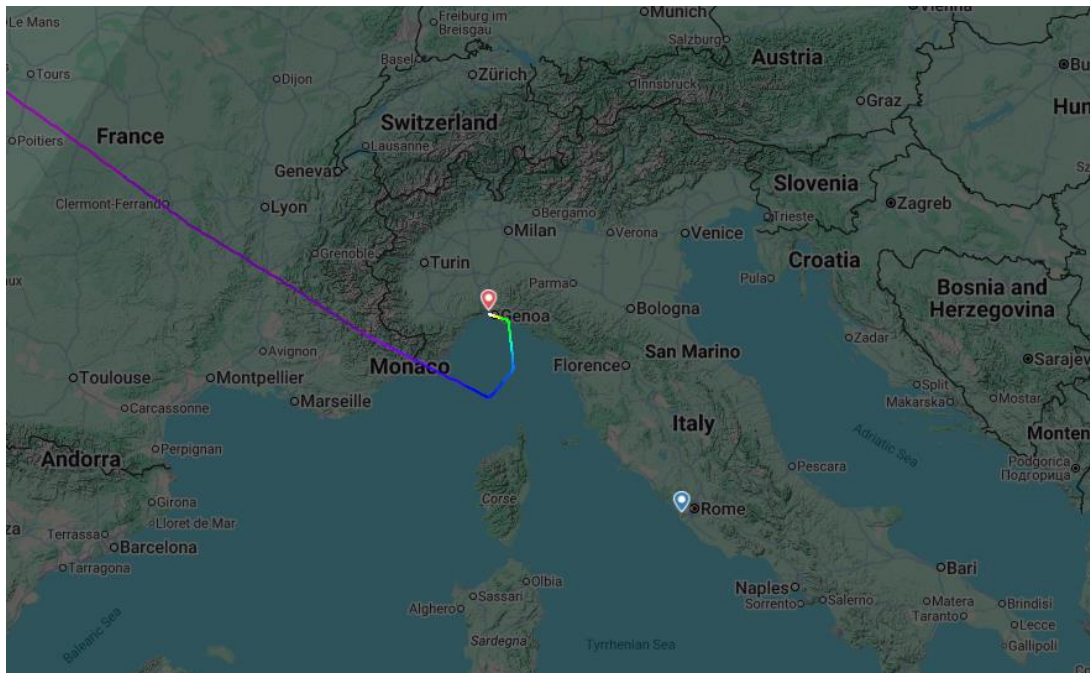 Le Mans
Freiburg im
Breisgau
Munich
Vienna
Salzburg
Tours
Basel
Austria
Dijon
Zürich
Innsbruck
Bu
Graz
Hun
Poitiers
France
Switzerland
Lausanne
Geneva
Slovenia
Clermont-Ferrand
Lyon
Zagreb
Bergamo
Trieste
Milan
Verona
Venice
Grenoble
Croatia
Turin
Pula
Parma
ux
Bosnia and
Herzegovina
Genoa
Bologna
Zadar
San Marino
Avignon
Sarajev
Monaco
Florence
Toulouse
Montpellier
Split
Makarska
Mostar
Marseille
Carcassonne
Italy
Monten
Perpignan
Adriatic Sea
Andorra
Podgorica
Подгорица
Pescara
Corse
Girona
Rome
za
Lloret de Mar
Terrassa
Barcelona
Tarragona
Bari
Olbia
Naples
Sassari
Matera
Brindisi
Alghero
Sorrento
Salerno
Taranto
Lecce
Balearic Sea
Sardegna
Tyrrhenian Sea
Gallipoli
Co